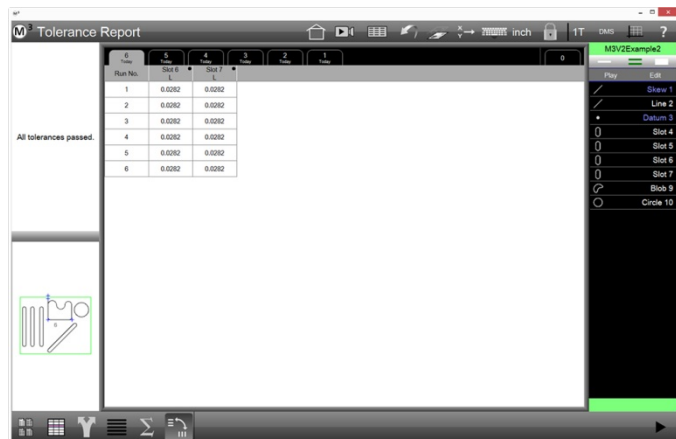 M³ Tolerance Report
inch
1T
DMS
?
6 Today
5 Today
4 Today
3 Today
2 Today
1 Today
0
Run No. Slot 6 L Slot 7 L
1 0.0282 0.0282
2 0.0282 0.0282
3 0.0282 0.0282
4 0.0282 0.0282
5 0.0282 0.0282
6 0.0282 0.0282
All tolerances passed.
M3V2Example2
Play Edit
Skew 1
Line 2
Datum 3
Slot 4
Slot 5
Slot 6
Slot 7
Blob 9
Circle 10